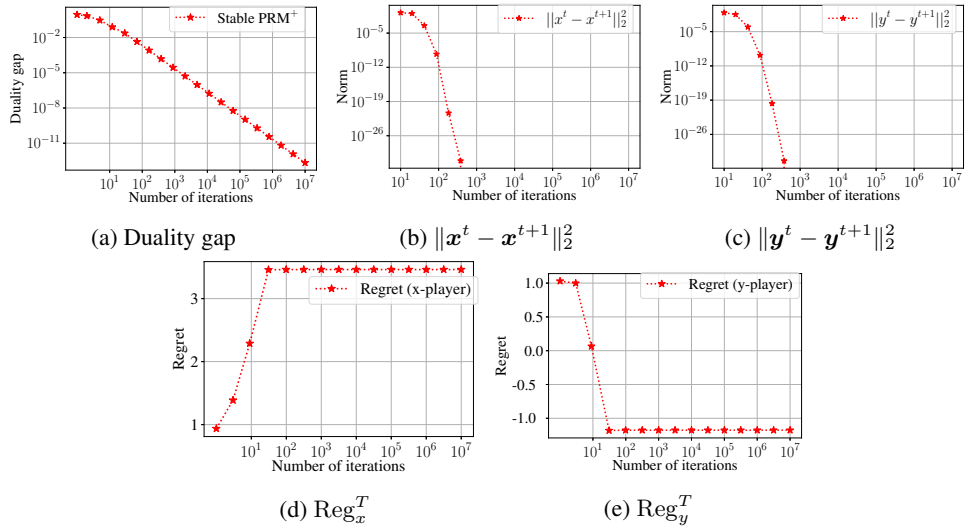 Duality gap
10^{-2}
10^{-5}
10^{-8}
10^{-11}
Stable PRM^+
10^1 10^2 10^3 10^4 10^5 10^6 10^7
Number of iterations
(a) Duality gap
Norm
10^{-5}
10^{-12}
10^{-19}
10^{-26}
||x^t − x^{t+1}||_2^2
10^1 10^2 10^3 10^4 10^5 10^6 10^7
Number of iterations
(b) ∥x^t − x^{t+1}∥_2^2
Norm
10^{-5}
10^{-12}
10^{-19}
10^{-26}
||y^t − y^{t+1}||_2^2
10^1 10^2 10^3 10^4 10^5 10^6 10^7
Number of iterations
(c) ∥y^t − y^{t+1}∥_2^2
Regret
3
2
1
Regret (x-player)
10^1 10^2 10^3 10^4 10^5 10^6 10^7
Number of iterations
(d) Reg_x^T
Regret
1.0
0.5
0.0
-0.5
-1.0
Regret (y-player)
10^1 10^2 10^3 10^4 10^5 10^6 10^7
Number of iterations
(e) Reg_y^T